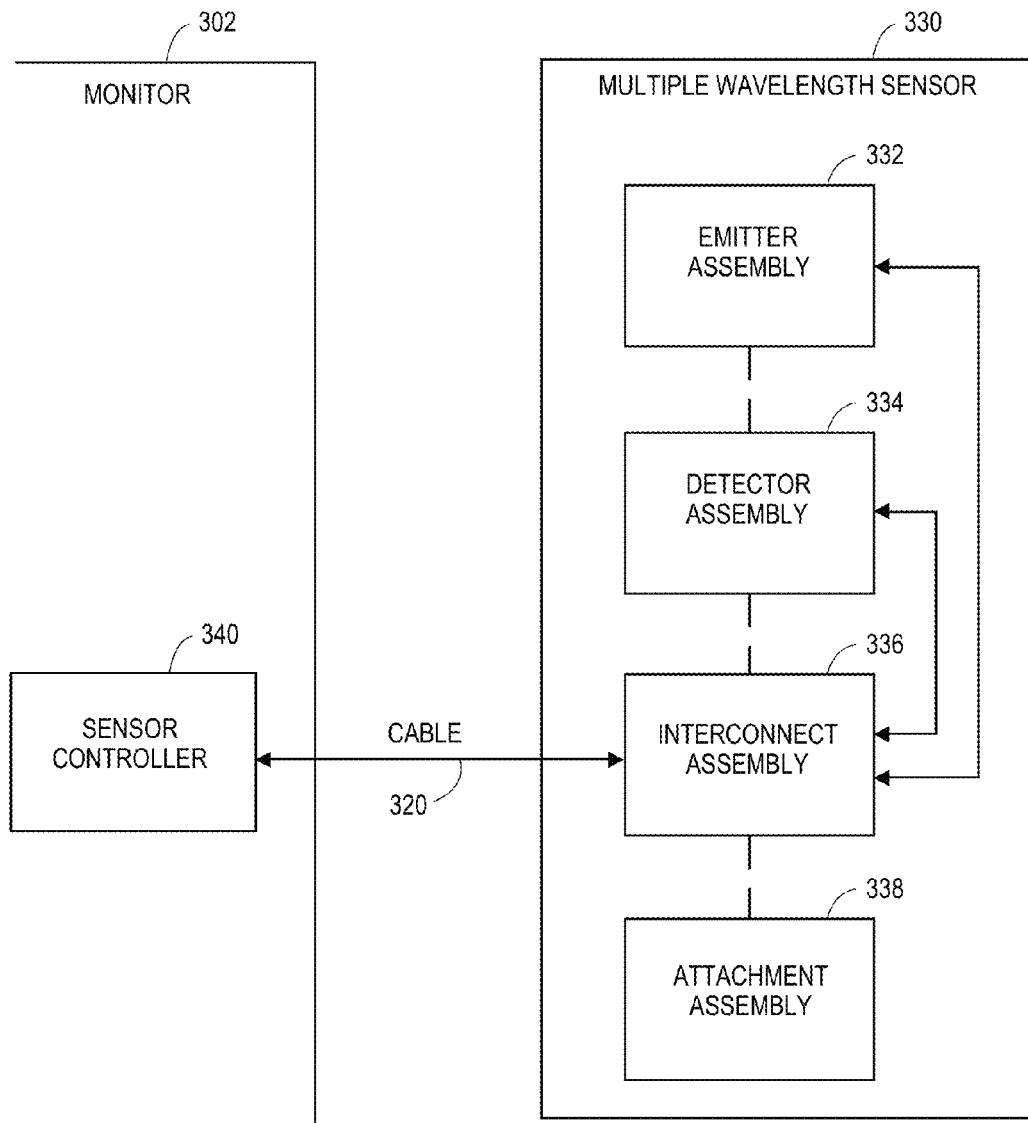 302
330
MONITOR
MULTIPLE WAVELENGTH SENSOR
332
EMITTER
ASSEMBLY
334
DETECTOR
ASSEMBLY
340
336
SENSOR
CONTROLLER
CABLE
INTERCONNECT
ASSEMBLY
320
338
ATTACHMENT
ASSEMBLY